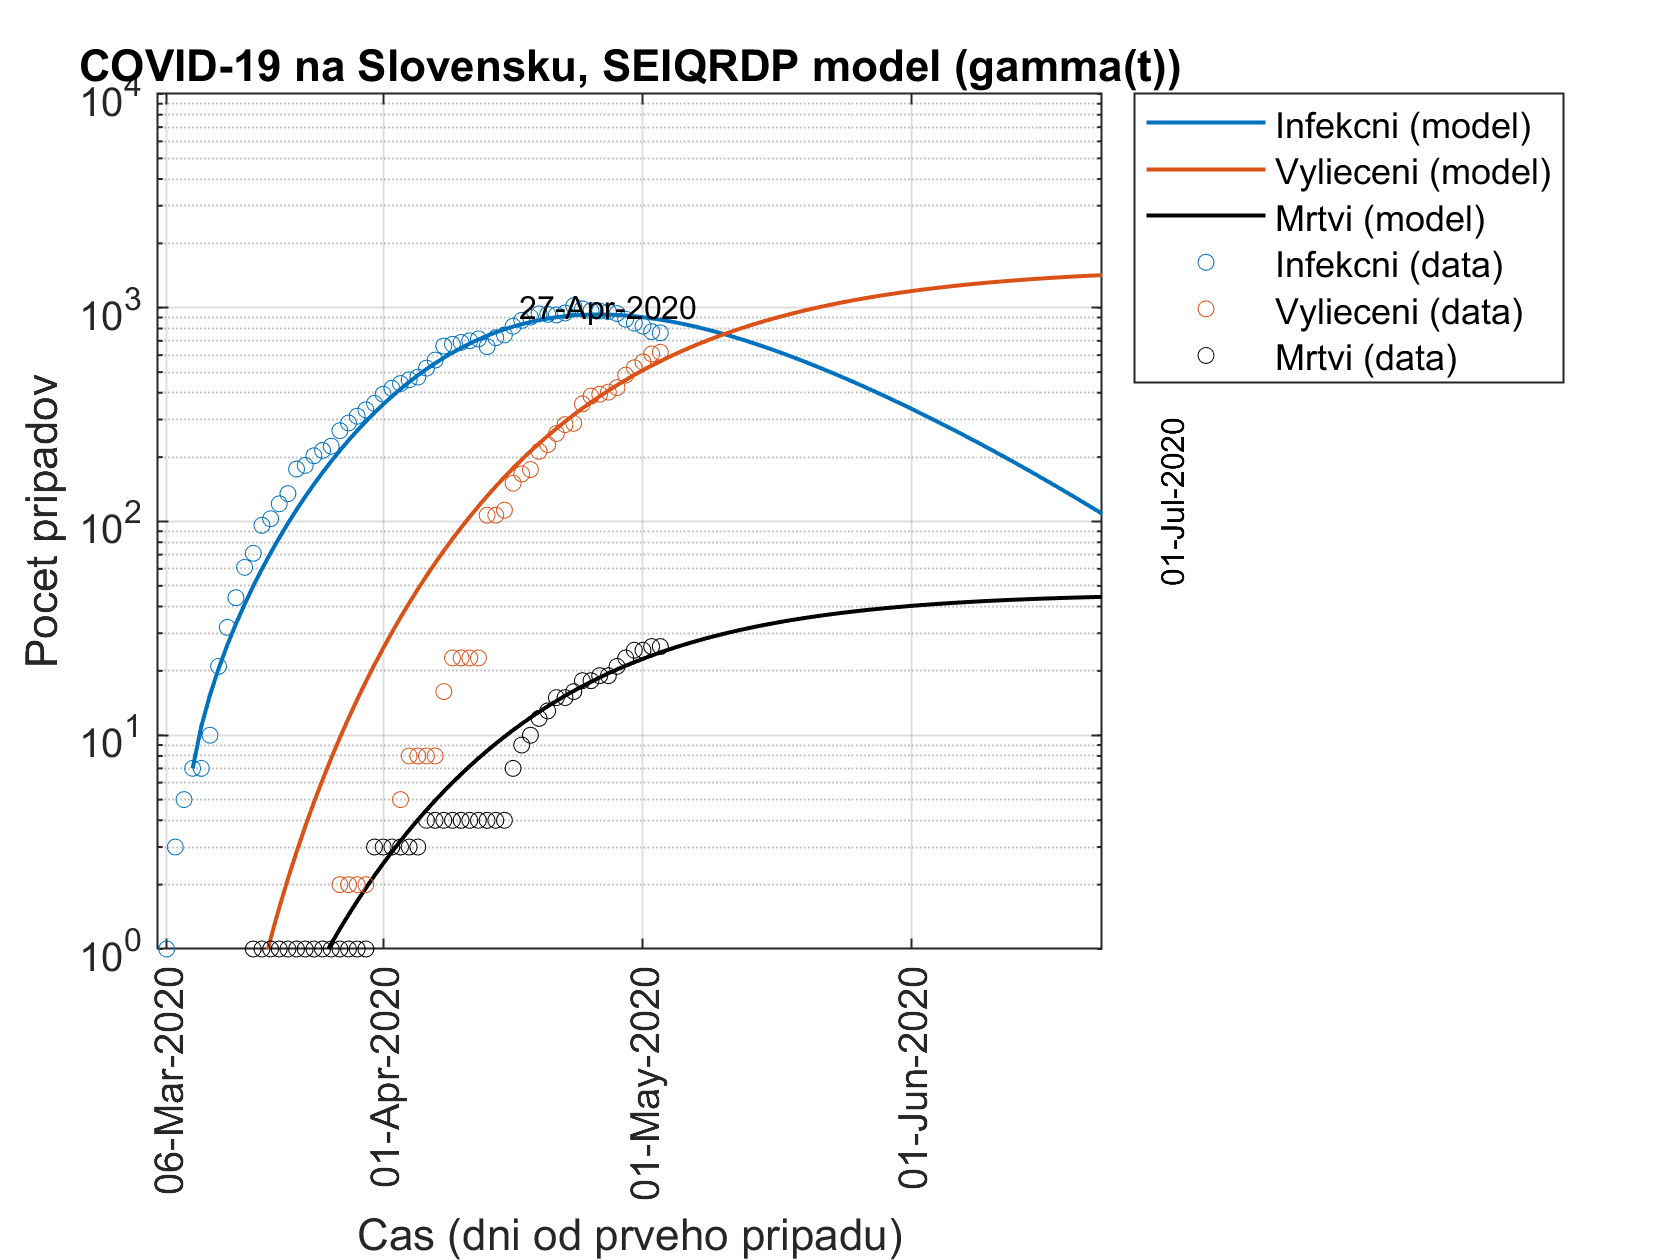 COVID-19 na Slovensku, SEIQRDP model (gamma(t))
10^4
10^3
10^2
10^1
10^0
Pocet pripadov
27-Apr-2020
Infekcni (model)
Vylieceni (model)
Mrtvi (model)
Infekcni (data)
Vylieceni (data)
Mrtvi (data)
01-Jul-2020
06-Mar-2020
01-Apr-2020
01-May-2020
01-Jun-2020
Cas (dni od prveho pripadu)